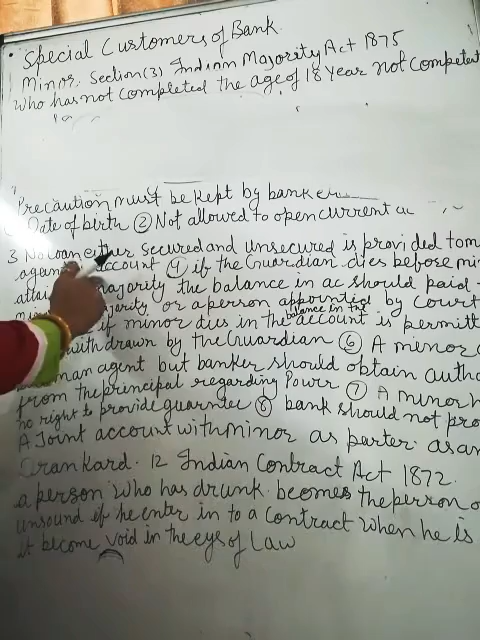 • Special Customers of Bank.
Minor. Section(3) Indian Majority Act 1875
Who has not completed the age of 18 Year not Competent
Precaution must be kept by banker
Date of birth ② Not allowed to open current ac
3 No loan either secured and unsecured is provided to m
account ④ if the Guardian dies before mi
attai majority the balance in ac should paid
majority or a person appointed by court
if minor dies in the balance in the account is permitt
withdrawn by the Guardian ⑥ A minor
man agent but banker should obtain autho
from the principal regarding Power ⑦ A minor h
no right to provide guarntee ⑧ bank should not pro
A Joint account with minor as parter. as an
Drankard. 12 Indian Contract Act 1872.
a person who has drunk. becomes the person o
unsound if he enter in to a contract when he is
it become void in the eyes of Law